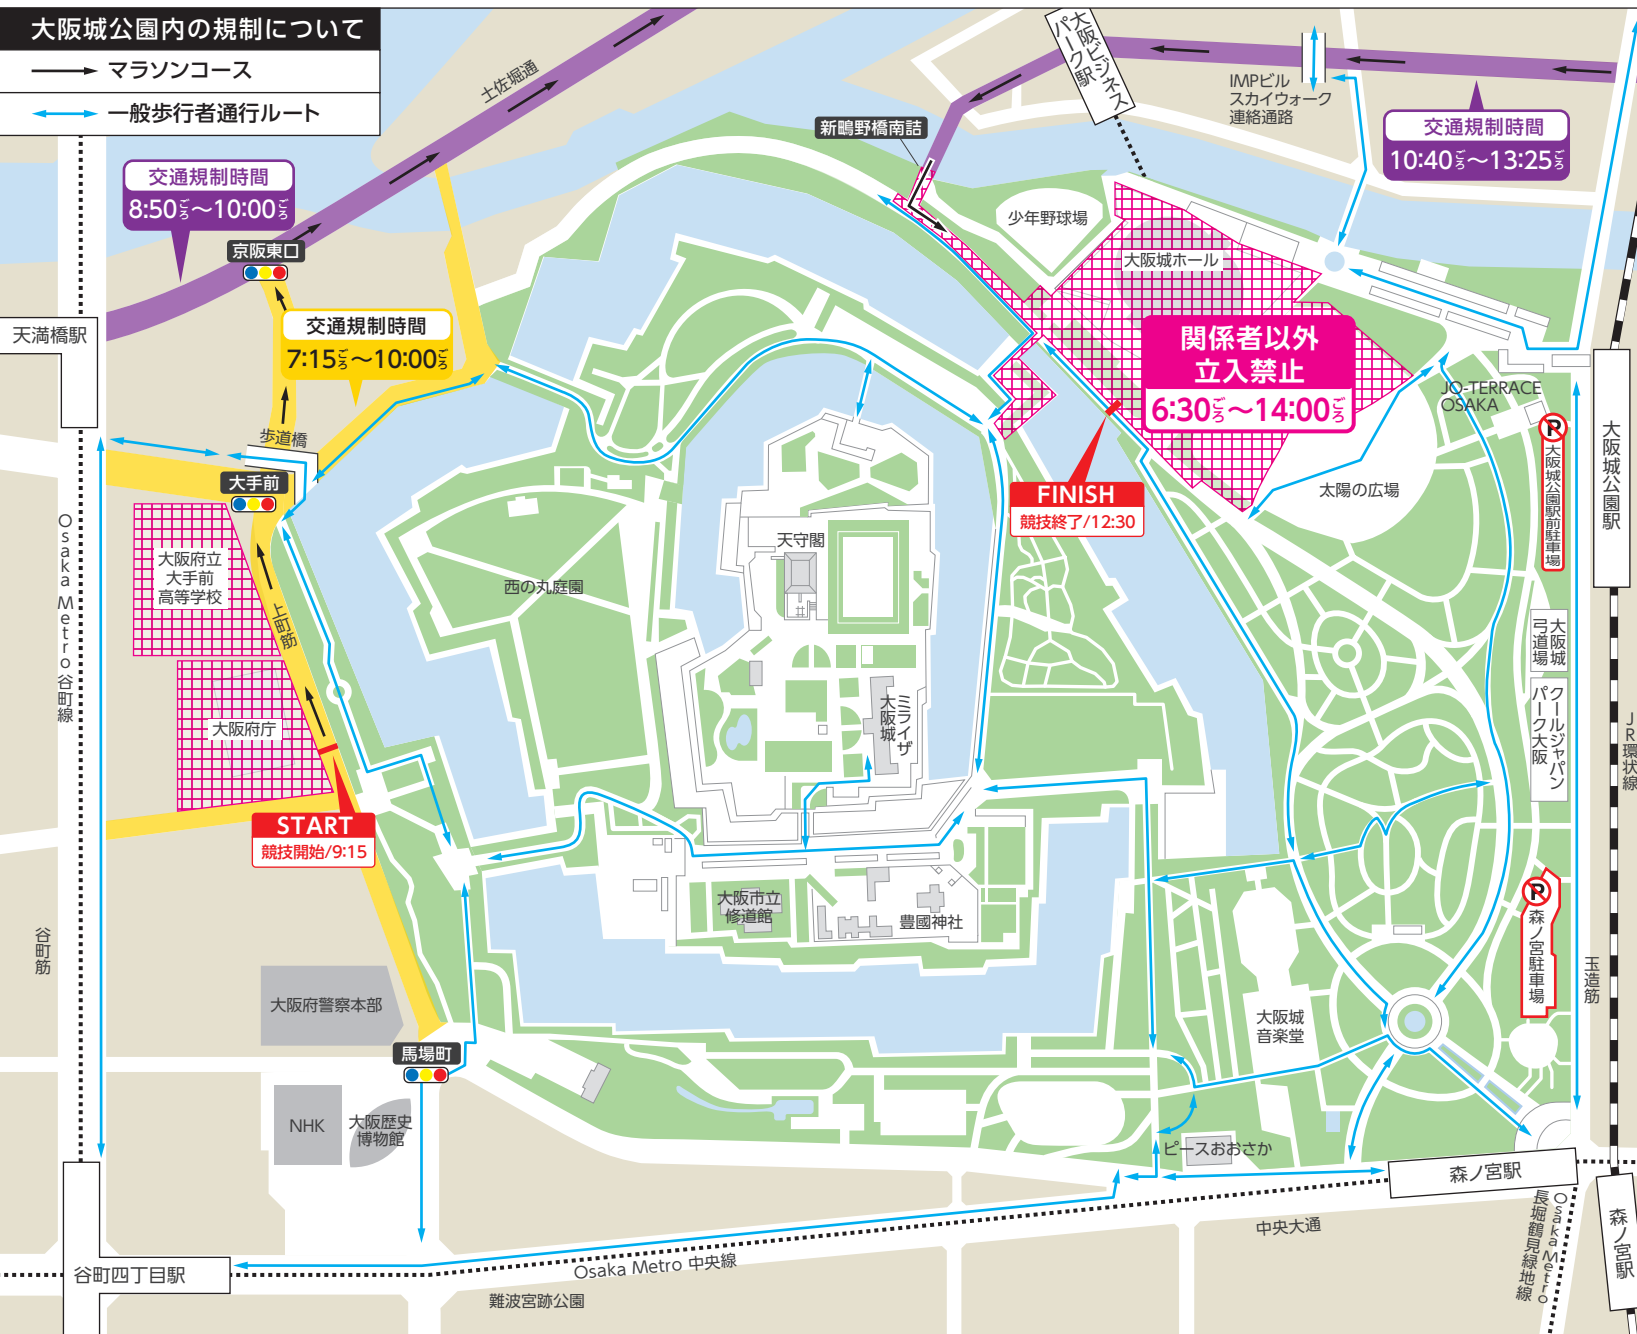 大阪城公園内の規制について
マラソンコース
一般歩行者通行ルート
土佐堀通
大阪ビジネス
パーク駅
IMPビル
スカイウォーク
連絡通路
交通規制時間
10:40ごろ〜13:25ごろ
新鴫野橋南詰
交通規制時間
8:50ごろ〜10:00ごろ
京阪東口
少年野球場
大阪城ホール
天満橋駅
交通規制時間
7:15ごろ〜10:00ごろ
関係者以外
立入禁止
6:30ごろ〜14:00ごろ
JO-TERRACE
OSAKA
歩道橋
大手前
P
大阪城公園駅前駐車場
大阪城公園駅
FINISH
競技終了/12:30
太陽の広場
Osaka Metro 谷町線
大阪府立
大手前
高等学校
上町筋
天守閣
西の丸庭園
大阪城
弓道場
大阪府庁
ミライザ
大阪城
クールジャパン
パーク大阪
JR環状線
START
競技開始/9:15
大阪市立
修道館
豊國神社
P
森ノ宮駐車場
谷町筋
玉造筋
大阪府警察本部
大阪城
音楽堂
馬場町
NHK
大阪歴史
博物館
ピースおおさか
森ノ宮駅
中央大通
Osaka Metro
長堀鶴見緑地線
森ノ宮駅
谷町四丁目駅
Osaka Metro 中央線
難波宮跡公園